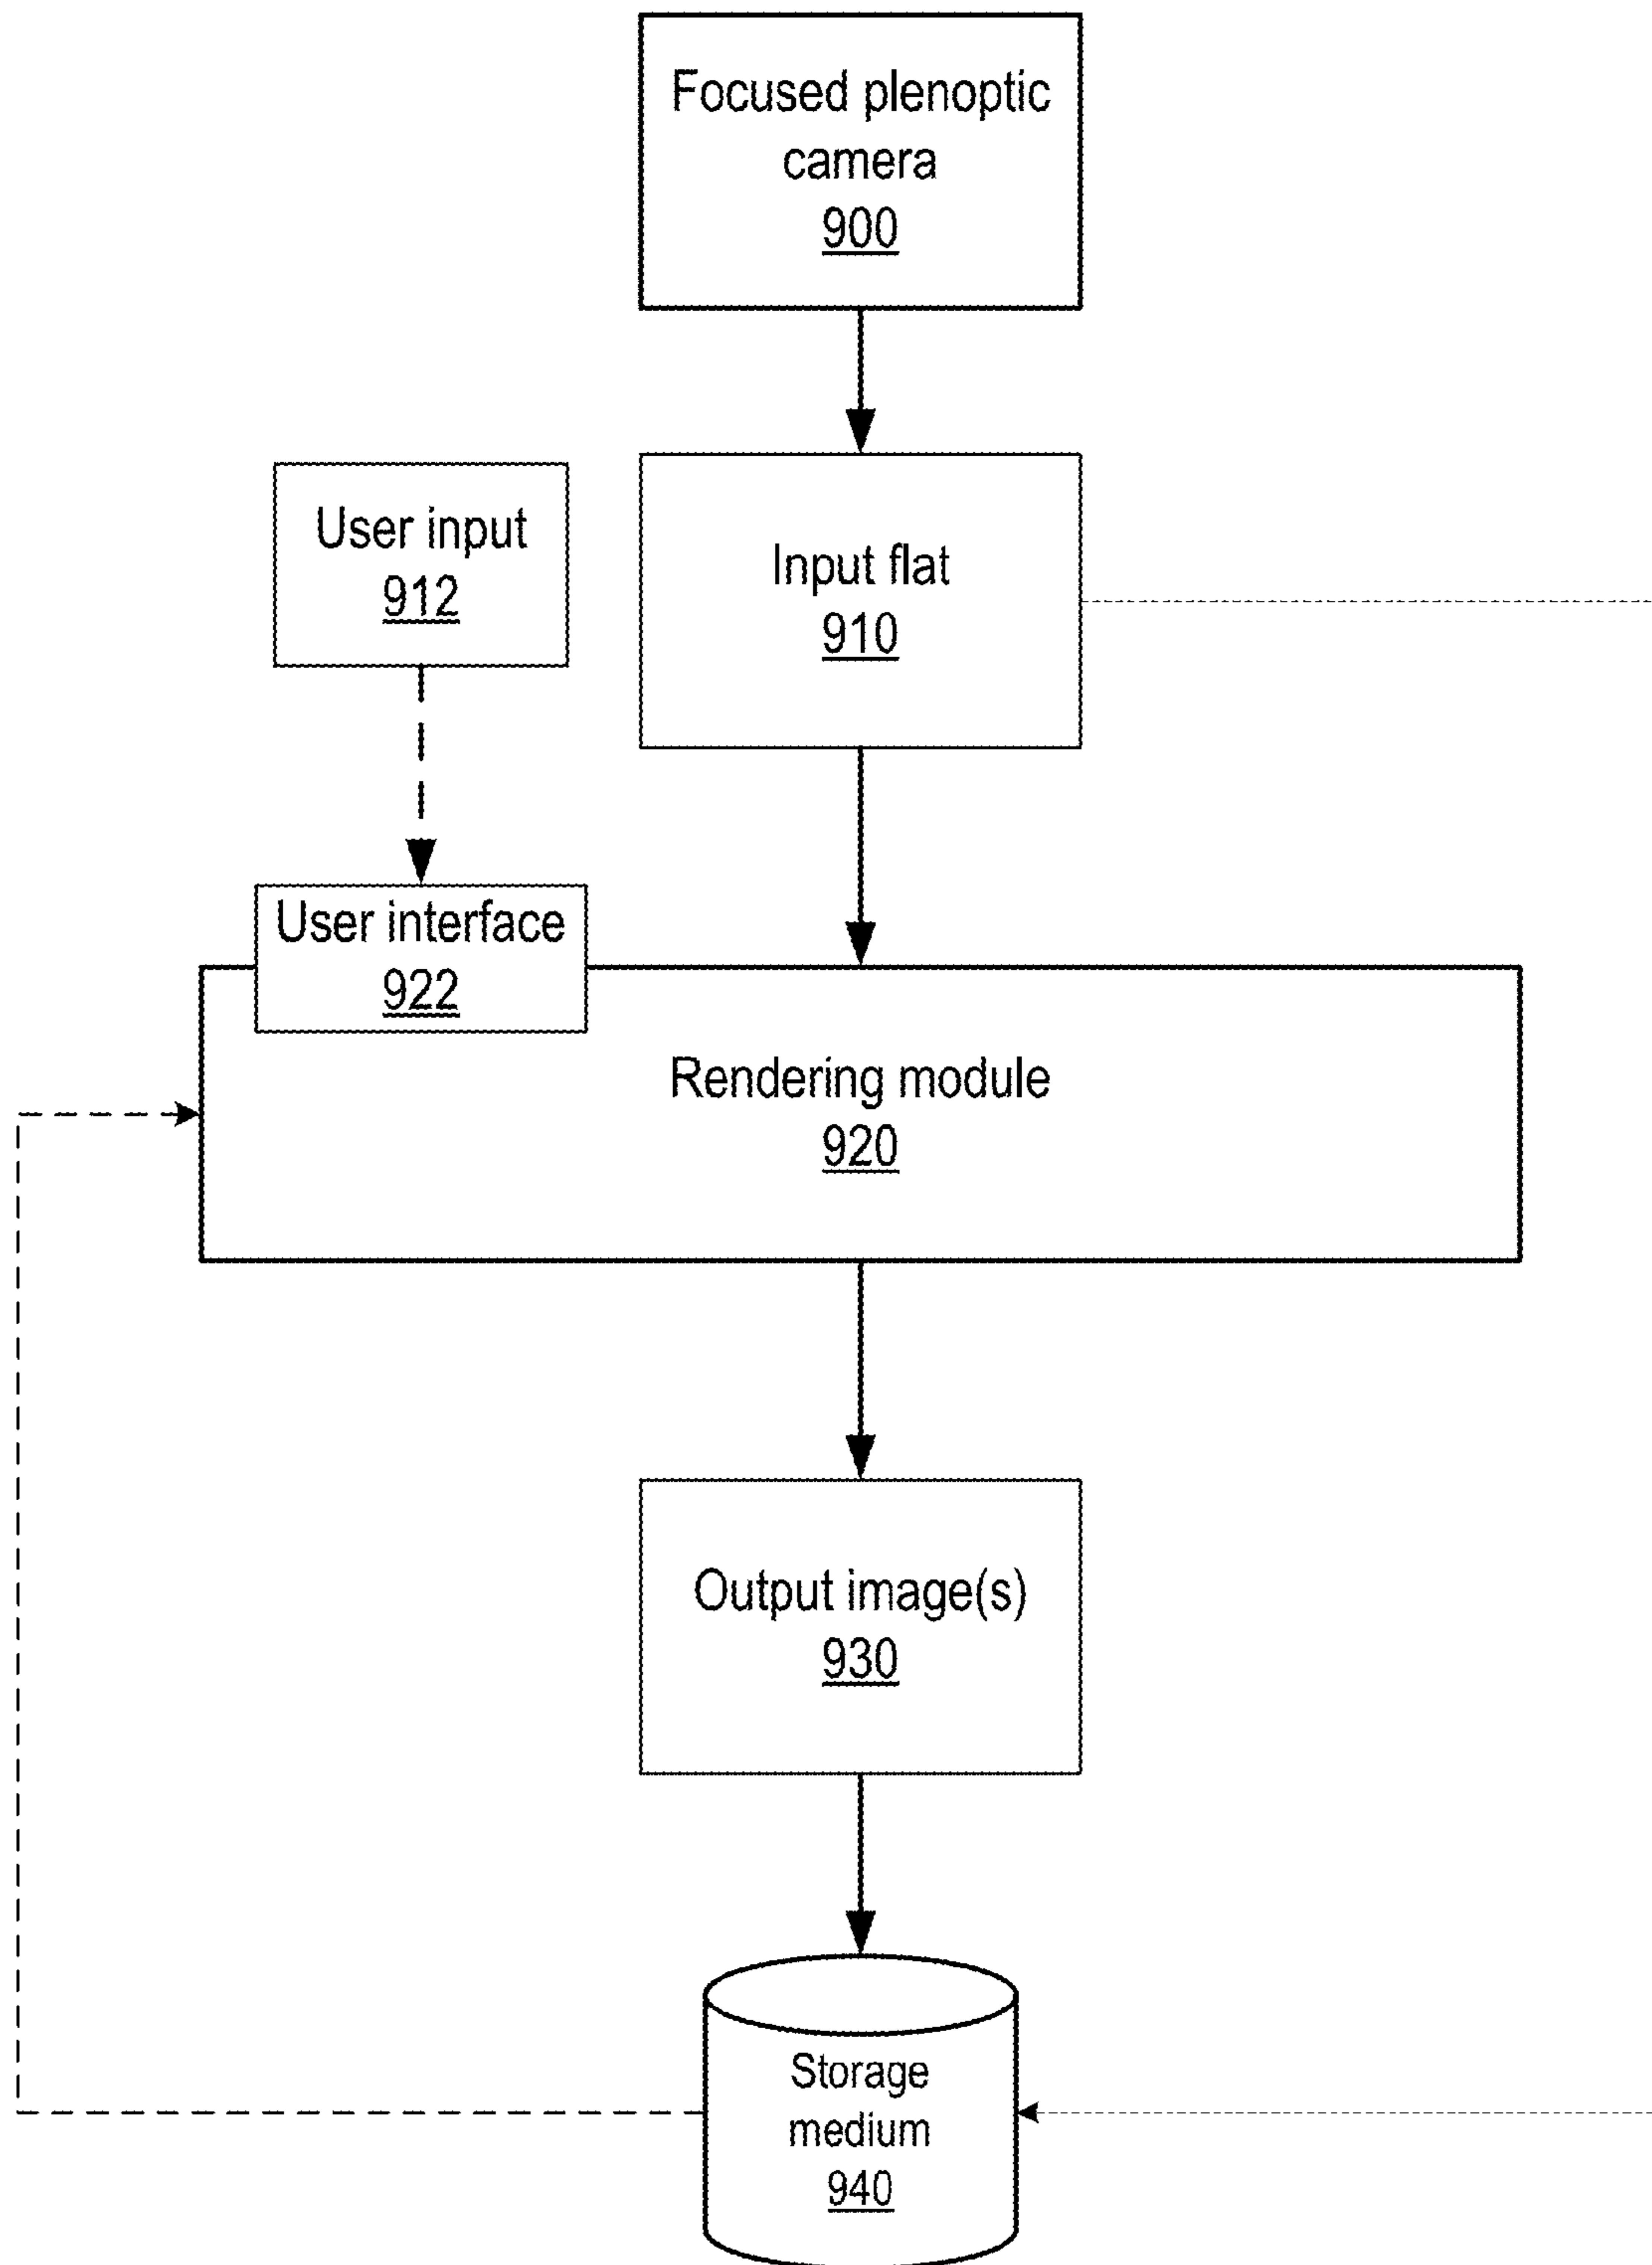 Focused plenoptic
camera
900
User input
912
Input flat
910
User interface
922
Rendering module
920
Output image(s)
930
Storage
medium
940